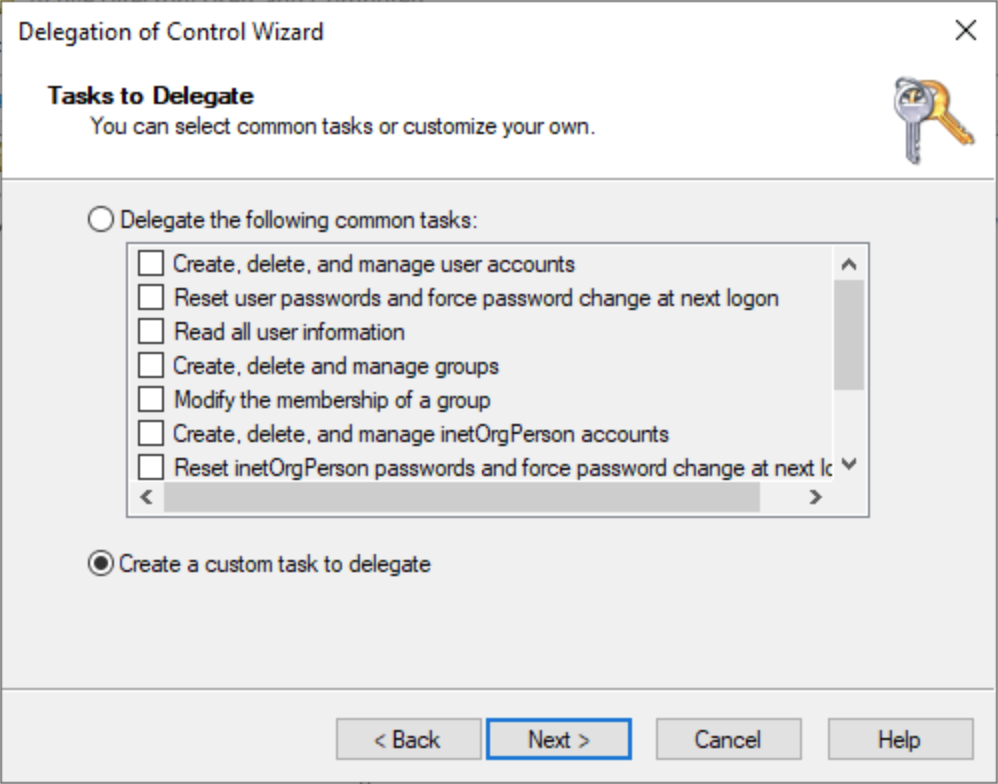 Delegation of Control Wizard
Tasks to Delegate
You can select common tasks or customize your own.
Delegate the following common tasks:
Create, delete, and manage user accounts
Reset user passwords and force password change at next logon
Read all user information
Create, delete and manage groups
Modify the membership of a group
Create, delete, and manage inetOrgPerson accounts
Reset inetOrgPerson passwords and force password change at next lo
Create a custom task to delegate
< Back Next > Cancel Help